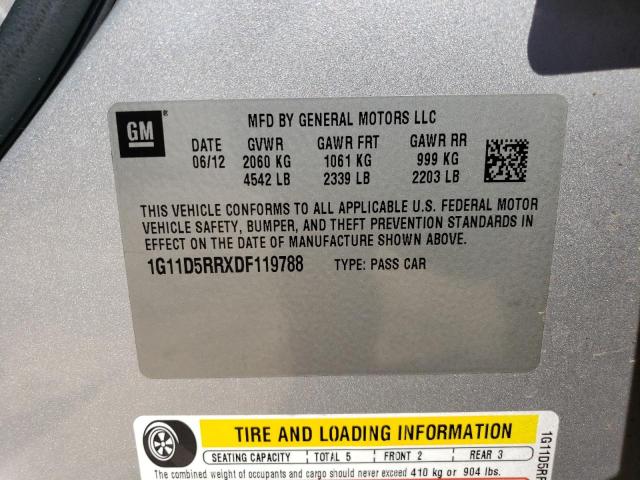 GM ® MFD BY GENERAL MOTORS LLC
DATE GVWR GAWR FRT GAWR RR
06/12 2060 KG 1061 KG 999 KG
4542 LB 2339 LB 2203 LB
THIS VEHICLE CONFORMS TO ALL APPLICABLE U.S. FEDERAL MOTOR
VEHICLE SAFETY, BUMPER, AND THEFT PREVENTION STANDARDS IN
EFFECT ON THE DATE OF MANUFACTURE SHOWN ABOVE.
1G11D5RRXDF119788 TYPE: PASS CAR
TIRE AND LOADING INFORMATION
SEATING CAPACITY TOTAL 5 FRONT 2 REAR 3
The combined weight of occupants and cargo should never exceed 410 kg or 904 lbs.
1G11D5RR